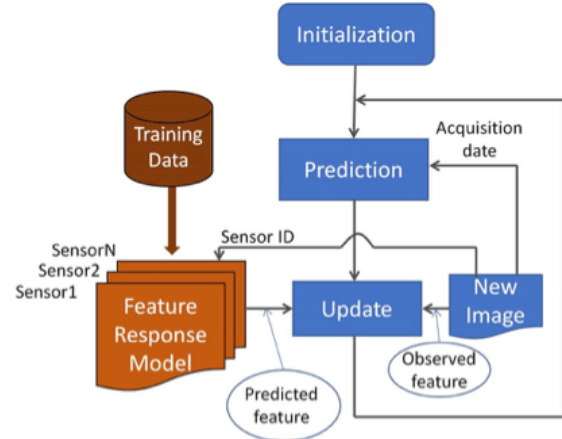 Initialization
Training
Data
Acquisition
date
Prediction
Sensor ID
SensorN
Sensor2
Sensor1
Feature
Response
Model
Update
New
Image
Predicted
feature
Observed
feature